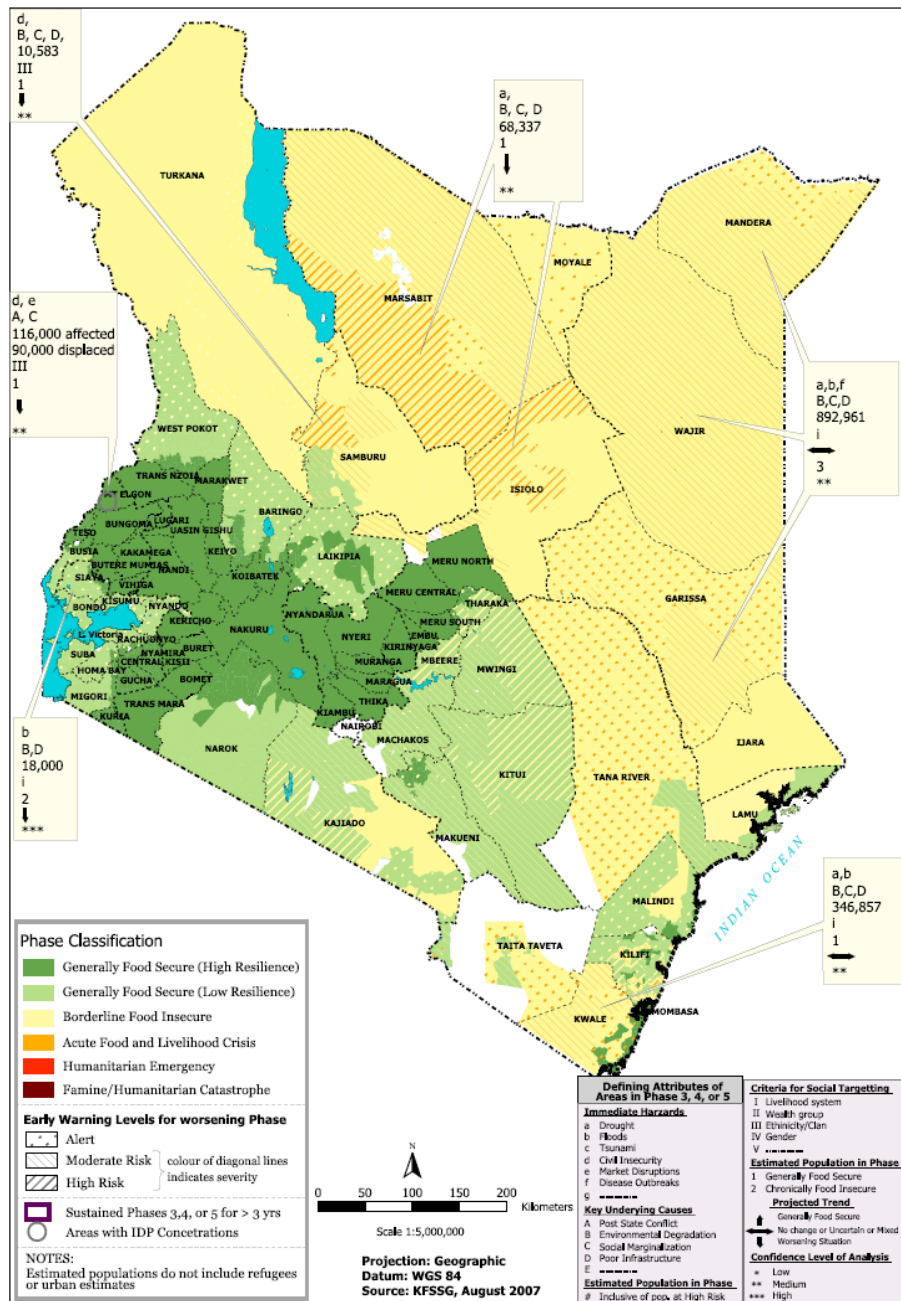 d,
B, C, D,
10,583
III
1
**
a,
B, C, D
68,337
1
**
TURKANA
MANDERA
MOYALE
MARSABIT
d, e
A, C
116,000 affected
90,000 displaced
III
1
**
a,b,f
B,C,D
892,961
i
3
**
WEST POKOT
WAJIR
SAMBURU
ISIOLO
TRANS NZOIA
MARAKWET
ELGON
BARINGO
BUNGOMA
LUGARI
UASIN GISHU
TESO
BUSIA
KAKAMEGA
KEIYO
LAIKIPIA
MERU NORTH
BUTERE MUMIAS
NANDI
SIAYA
VIHIGA
KOIBATEK
MERU CENTRAL
GARISSA
BONDO
KISUMU
NYANDO
NYANDARUA
THARAKA
KERICHO
MERU SOUTH
L. Victoria
RACHUONYO
NAKURU
NYERI
EMBU
KIRINYAGA
SUBA
NYAMIRA
BURET
MURANGA
MBEERE
MWINGI
HOMA BAY
CENTRAL KISII
GUCHA
BOMET
MARAGUA
MIGORI
TRANS MARA
THIKA
KURIA
KIAMBU
NAIROBI
MACHAKOS
NAROK
IJARA
KITUI
TANA RIVER
b
B,D
18,000
i
2
***
KAJIADO
LAMU
MAKUENI
INDIAN OCEAN
a,b
B,C,D
346,857
i
1
**
MALINDI
TAITA TAVETA
KILIFI
KWALE
MOMBASA
Phase Classification
Generally Food Secure (High Resilience)
Generally Food Secure (Low Resilience)
Borderline Food Insecure
Acute Food and Livelihood Crisis
Humanitarian Emergency
Famine/Humanitarian Catastrophe
Early Warning Levels for worsening Phase
Alert
Moderate Risk
High Risk
colour of diagonal lines
indicates severity
Sustained Phases 3,4, or 5 for > 3 yrs
Areas with IDP Concetrations
NOTES:
Estimated populations do not include refugees
or urban estimates
N
0 50 100 150 200
Kilometers
Scale 1:5,000,000
Projection: Geographic
Datum: WGS 84
Source: KFSSG, August 2007
Defining Attributes of
Areas in Phase 3, 4, or 5
Immediate Harzards
a Drought
b Floods
c Tsunami
d Civil Insecurity
e Market Disruptions
f Disease Outbreaks
g
Key Underlying Causes
A Post State Conflict
B Environmental Degradation
C Social Marginalization
D Poor Infrastructure
E
Estimated Population in Phase
# Inclusive of pop. at High Risk
Criteria for Social Targetting
I Livelihood system
II Wealth group
III Ethinicity/Clan
IV Gender
V
Estimated Population in Phase
1 Generally Food Secure
2 Chronically Food Insecure
Projected Trend
Generally Food Secure
No change or Uncertain or Mixed
Worsening Situation
Confidence Level of Analysis
* Low
** Medium
*** High